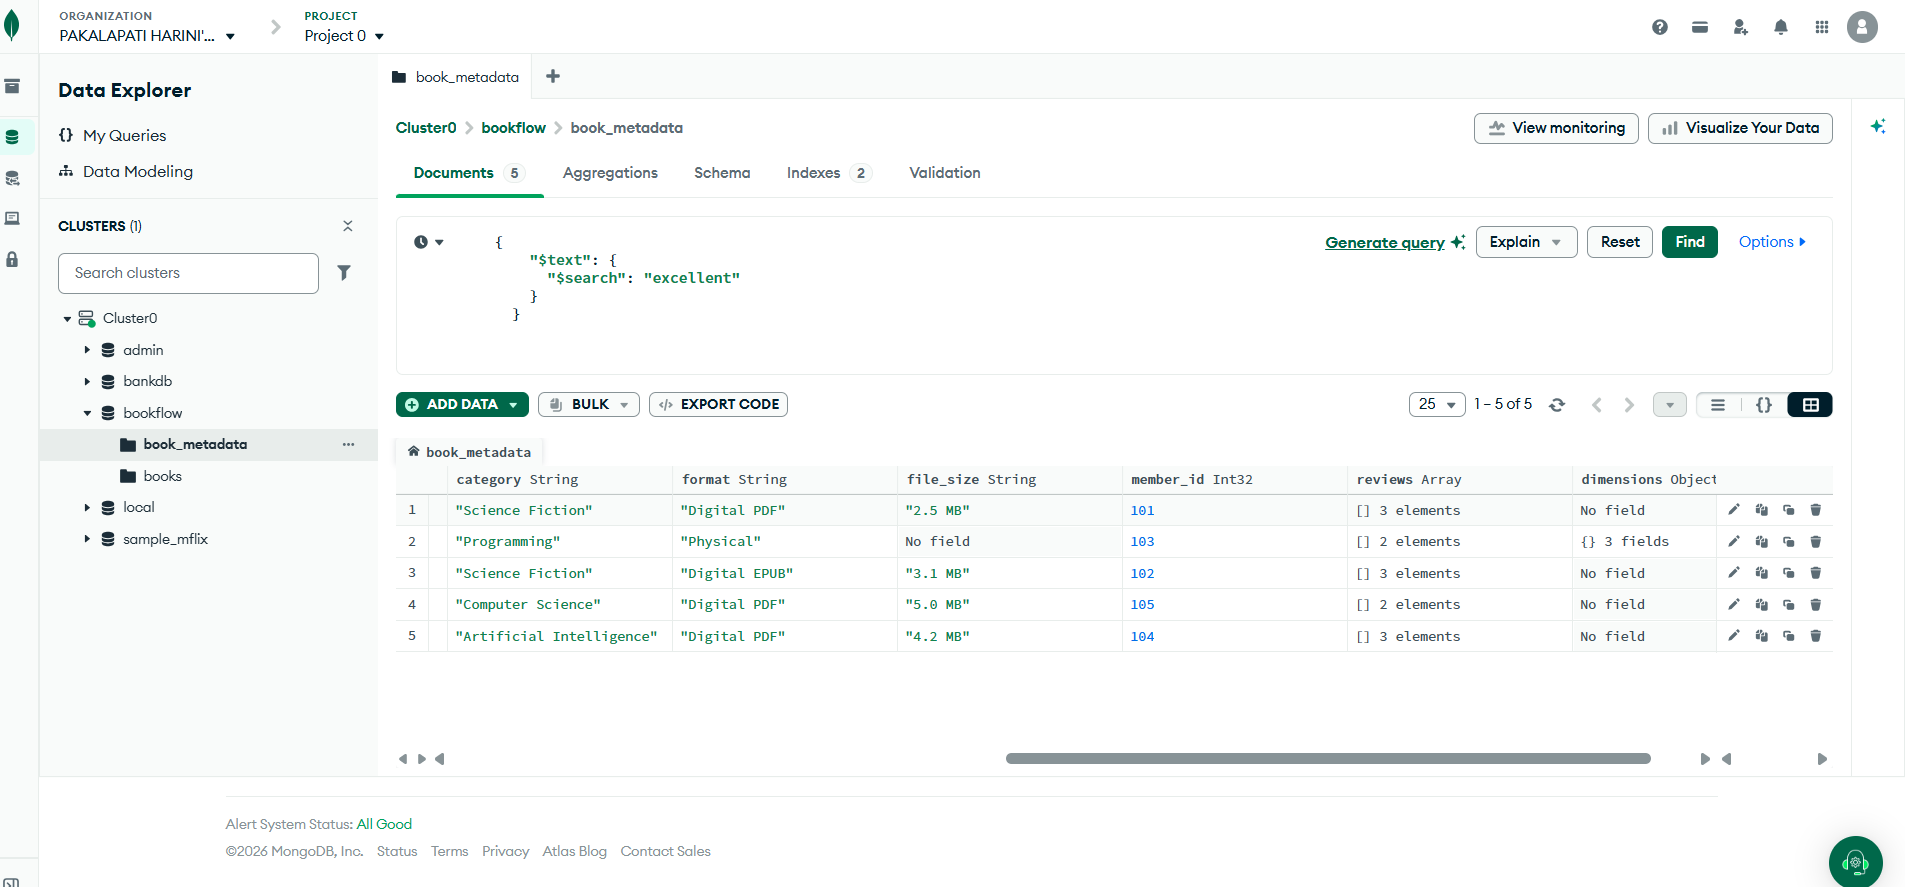 ORGANIZATION
PAKALAPATI HARINI'...
PROJECT
Project 0
Data Explorer
My Queries
Data Modeling
CLUSTERS (1)
Search clusters
Cluster0
admin
bankdb
bookflow
book_metadata
books
local
sample_mflix
book_metadata
Cluster0 bookflow book_metadata
View monitoring Visualize Your Data
Documents 5 Aggregations Schema Indexes 2 Validation
{
"$text": {
"$search": "excellent"
}
}
Generate query Explain Reset Find Options
ADD DATA BULK EXPORT CODE
25 1 – 5 of 5
book_metadata
category String format String file_size String member_id Int32 reviews Array dimensions Object
1 "Science Fiction" "Digital PDF" "2.5 MB" 101 [] 3 elements No field
2 "Programming" "Physical" No field 103 [] 2 elements {} 3 fields
3 "Science Fiction" "Digital EPUB" "3.1 MB" 102 [] 3 elements No field
4 "Computer Science" "Digital PDF" "5.0 MB" 105 [] 2 elements No field
5 "Artificial Intelligence" "Digital PDF" "4.2 MB" 104 [] 3 elements No field
Alert System Status: All Good
©2026 MongoDB, Inc. Status Terms Privacy Atlas Blog Contact Sales